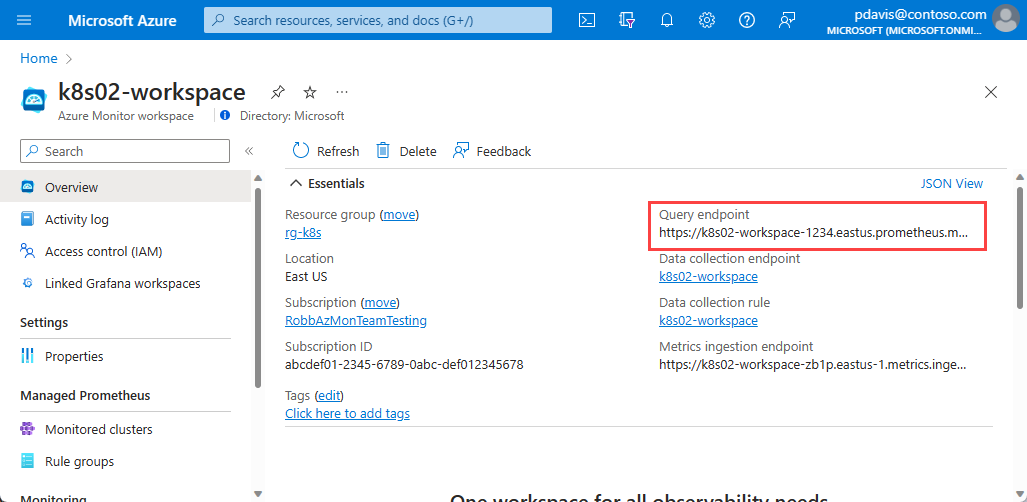 Microsoft Azure
Search resources, services, and docs (G+/)
pdavis@contoso.com
MICROSOFT (MICROSOFT.ONMI...
Home
k8s02-workspace
Azure Monitor workspace
Directory: Microsoft
Search
Refresh
Delete
Feedback
Overview
Activity log
Access control (IAM)
Linked Grafana workspaces
Settings
Properties
Managed Prometheus
Monitored clusters
Rule groups
Monitoring
Essentials
JSON View
Resource group (move)
rg-k8s
Location
East US
Subscription (move)
RobbAzMonTeamTesting
Subscription ID
abcdef01-2345-6789-0abc-def012345678
Tags (edit)
Click here to add tags
Query endpoint
https://k8s02-workspace-1234.eastus.prometheus.m...
Data collection endpoint
k8s02-workspace
Data collection rule
k8s02-workspace
Metrics ingestion endpoint
https://k8s02-workspace-zb1p.eastus-1.metrics.inge...
One workspace for all observability needs